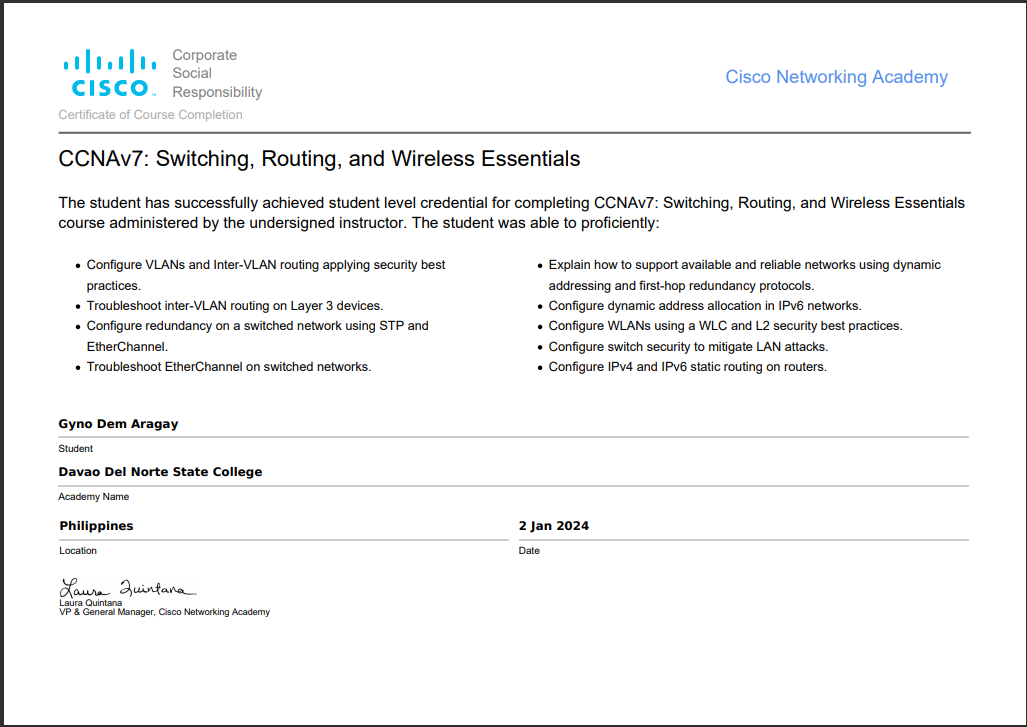 CISCO
Corporate
Social
Responsibility
Cisco Networking Academy
Certificate of Course Completion
CCNAv7: Switching, Routing, and Wireless Essentials
The student has successfully achieved student level credential for completing CCNAv7: Switching, Routing, and Wireless Essentials
course administered by the undersigned instructor. The student was able to proficiently:
• Configure VLANs and Inter-VLAN routing applying security best
practices.
• Troubleshoot inter-VLAN routing on Layer 3 devices.
• Configure redundancy on a switched network using STP and
EtherChannel.
• Troubleshoot EtherChannel on switched networks.
• Explain how to support available and reliable networks using dynamic
addressing and first-hop redundancy protocols.
• Configure dynamic address allocation in IPv6 networks.
• Configure WLANs using a WLC and L2 security best practices.
• Configure switch security to mitigate LAN attacks.
• Configure IPv4 and IPv6 static routing on routers.
Gyno Dem Aragay
Student
Davao Del Norte State College
Academy Name
Philippines
Location
2 Jan 2024
Date
Laura Quintana
Laura Quintana
VP & General Manager, Cisco Networking Academy